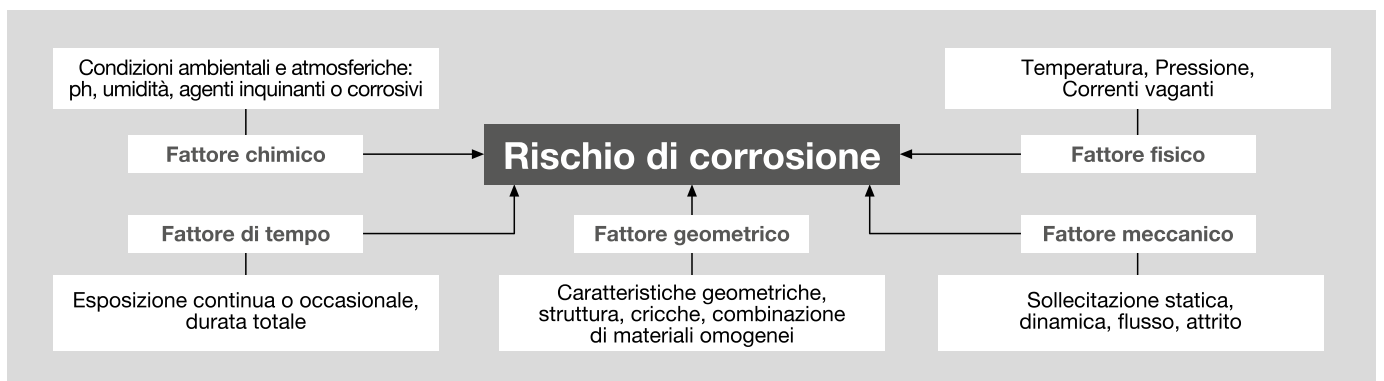 Condizioni ambientali e atmosferiche:
ph, umidità, agenti inquinanti o corrosivi
Temperatura, Pressione,
Correnti vaganti
Fattore chimico
Rischio di corrosione
Fattore fisico
Fattore di tempo
Fattore geometrico
Fattore meccanico
Esposizione continua o occasionale,
durata totale
Caratteristiche geometriche,
struttura, cricche, combinazione
di materiali omogenei
Sollecitazione statica,
dinamica, flusso, attrito